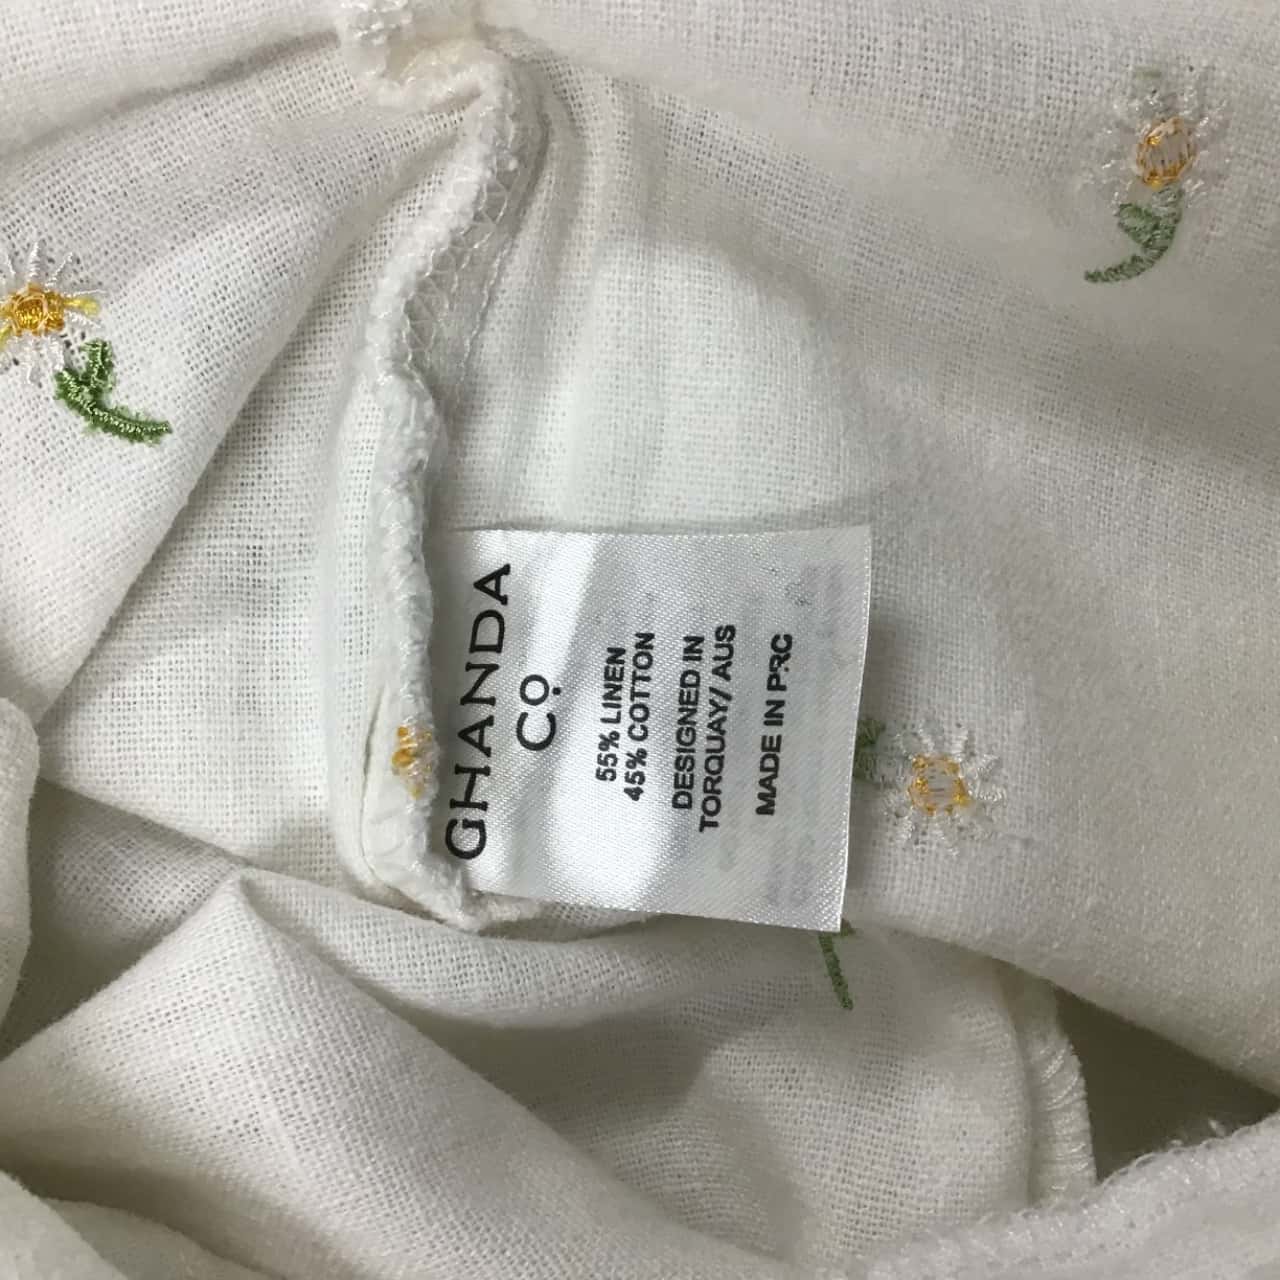 GHANDA
CO.
55% LINEN
45% COTTON
DESIGNED IN
TORQUAY/ AUS
MADE IN PRC